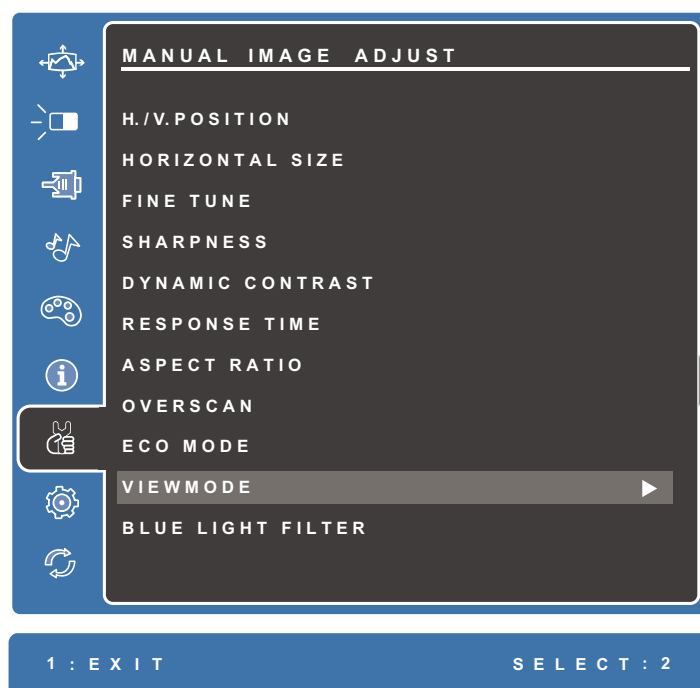 MANUAL IMAGE ADJUST
H./V.POSITION
HORIZONTAL SIZE
FINE TUNE
SHARPNESS
DYNAMIC CONTRAST
RESPONSE TIME
ASPECT RATIO
OVERSCAN
ECO MODE
VIEWMODE
BLUE LIGHT FILTER
1:EXIT SELECT:2